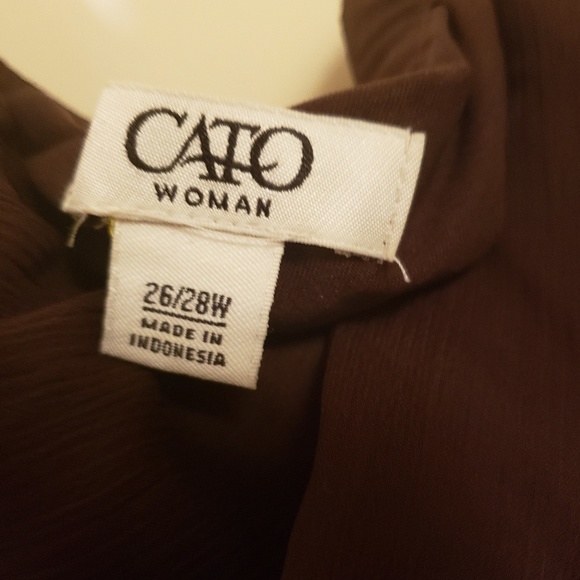 CATO
WOMAN
26/28W
MADE IN
INDONESIA